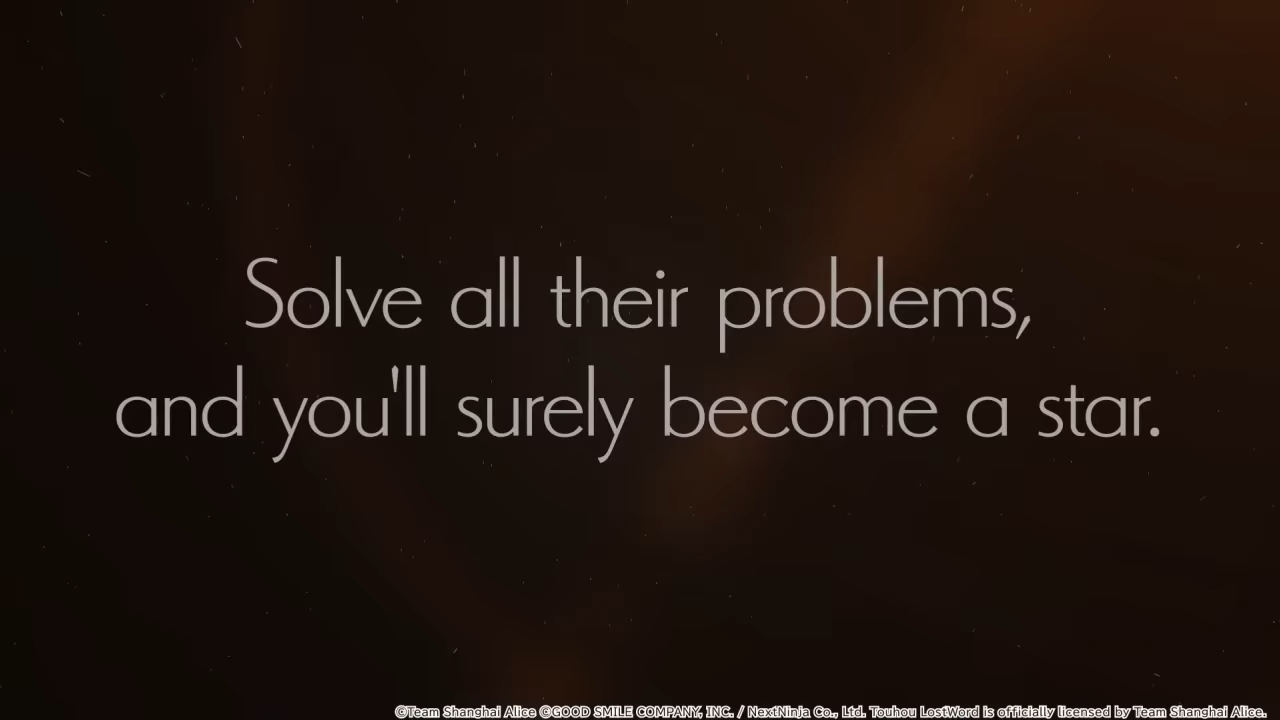 Solve all their problems,
and you'll surely become a star.
©Team Shanghai Alice ©GOOD SMILE COMPANY, INC. / NextNinja Co., Ltd. Touhou LostWord is officially licensed by Team Shanghai Alice.